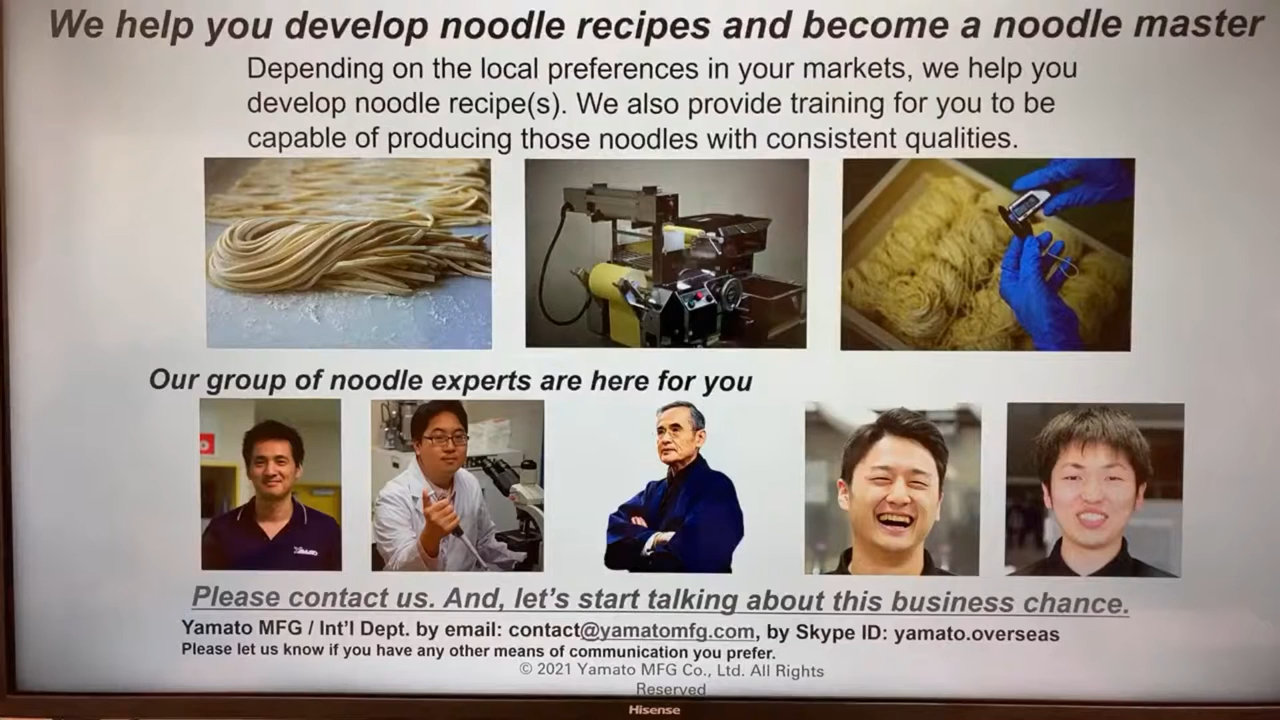 We help you develop noodle recipes and become a noodle master
Depending on the local preferences in your markets, we help you
develop noodle recipe(s). We also provide training for you to be
capable of producing those noodles with consistent qualities.
Our group of noodle experts are here for you
Please contact us. And, let's start talking about this business chance.
Yamato MFG / Int'l Dept. by email: contact@yamatomfg.com, by Skype ID: yamato.overseas
Please let us know if you have any other means of communication you prefer.
© 2021 Yamato MFG Co., Ltd. All Rights
Reserved
Hisense